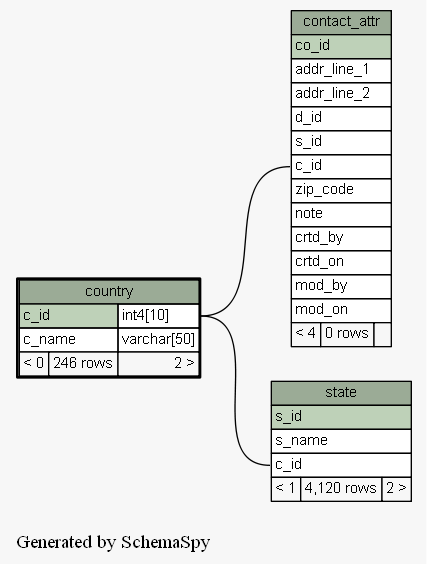 contact_attr
co_id
addr_line_1
addr_line_2
d_id
s_id
c_id
zip_code
note
crtd_by
crtd_on
mod_by
mod_on
< 4 0 rows
country
c_id int4[10]
c_name varchar[50]
< 0 246 rows 2 >
state
s_id
s_name
c_id
< 1 4,120 rows 2 >
Generated by SchemaSpy